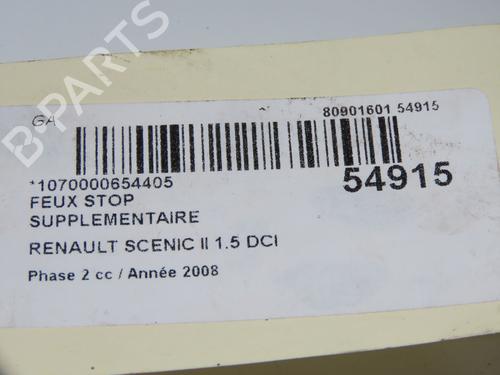 GA
80901601 54915
*1070000654405
54915
FEUX STOP
SUPPLEMENTAIRE
RENAULT SCENIC II 1.5 DCI
Phase 2 cc / Année 2008
B-PARTS